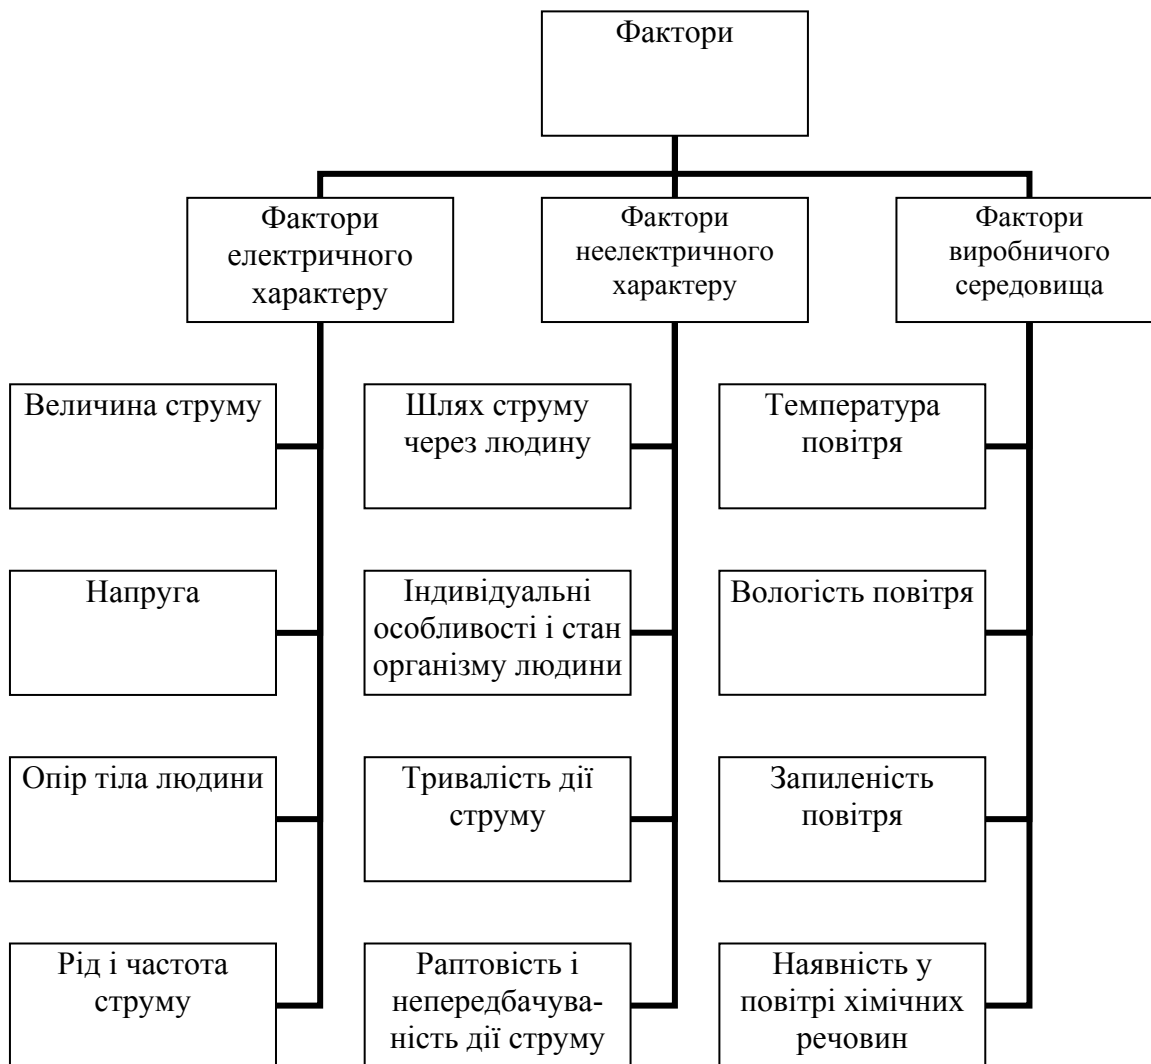 Фактори
Фактори
електричного
характеру
Фактори
неелектричного
характеру
Фактори
виробничого
середовища
Величина струму
Шлях струму
через людину
Температура
повітря
Напруга
Індивідуальні
особливості і стан
організму людини
Вологість повітря
Опір тіла людини
Тривалість дії
струму
Запиленість
повітря
Рід і частота
струму
Раптовість і
непередбачува-
ність дії струму
Наявність у
повітрі хімічних
речовин